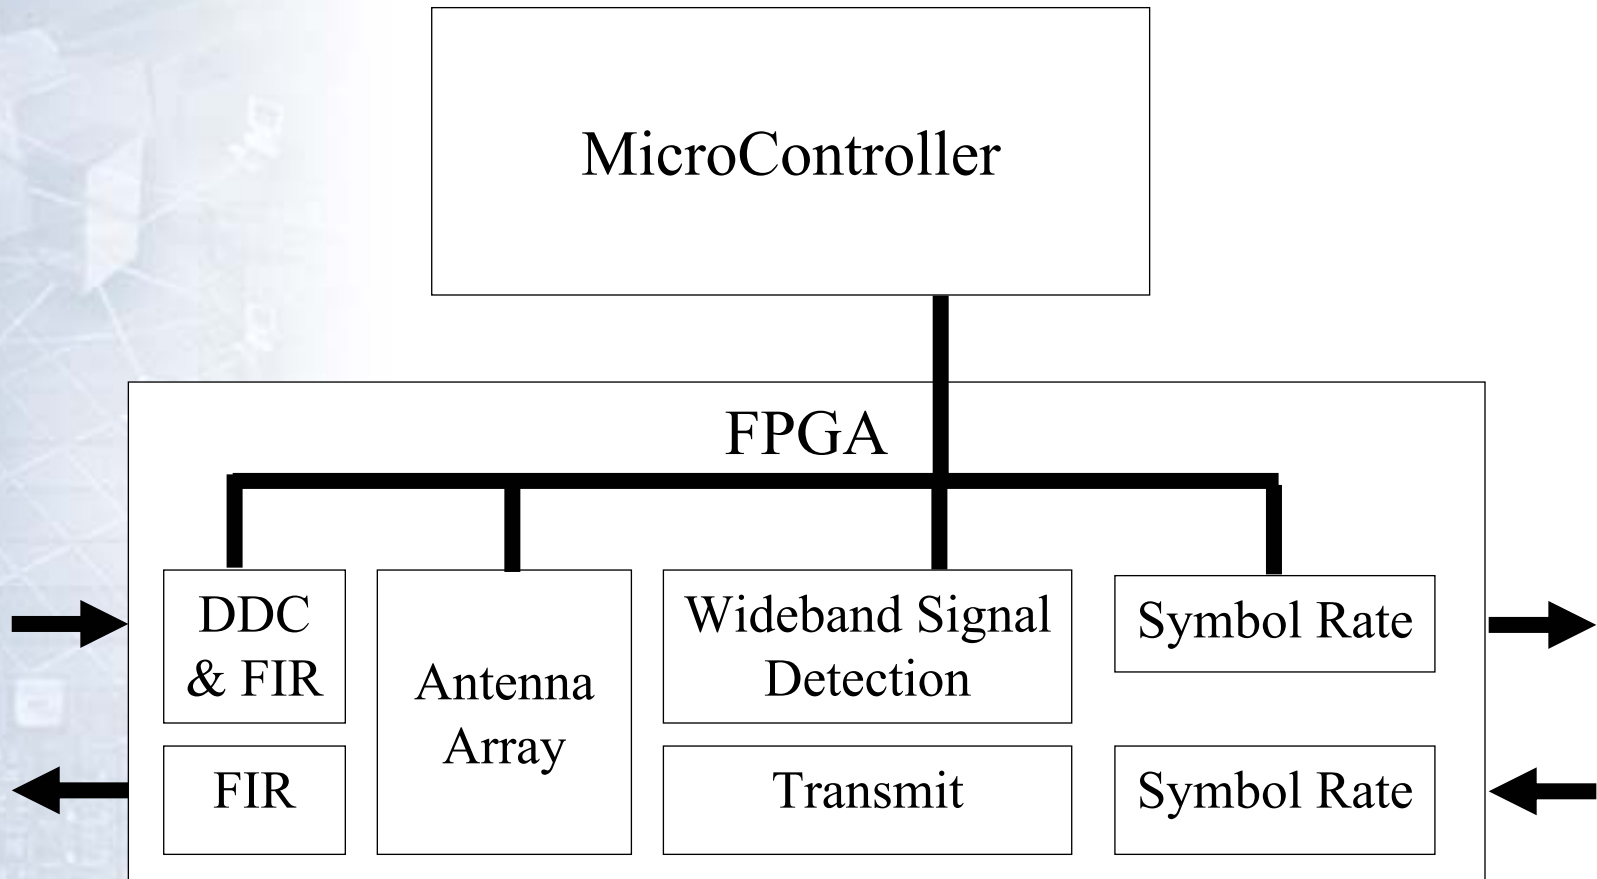 MicroController
FPGA
DDC
& FIR
Antenna
Array
Wideband Signal
Detection
Symbol Rate
FIR
Transmit
Symbol Rate